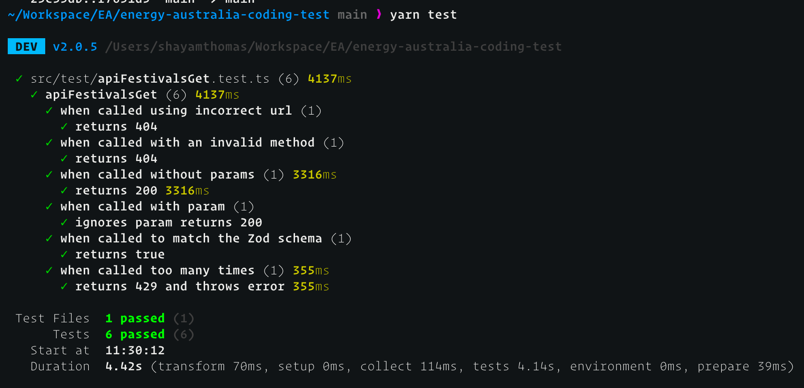 ~/Workspace/EA/energy-australia-coding-test main ❯ yarn test
DEV v2.0.5 /Users/shayamthomas/Workspace/EA/energy-australia-coding-test
✓ src/test/apiFestivalsGet.test.ts (6) 4137ms
✓ apiFestivalsGet (6) 4137ms
✓ when called using incorrect url (1)
✓ returns 404
✓ when called with an invalid method (1)
✓ returns 404
✓ when called without params (1) 3316ms
✓ returns 200 3316ms
✓ when called with param (1)
✓ ignores param returns 200
✓ when called to match the Zod schema (1)
✓ returns true
✓ when called too many times (1) 355ms
✓ returns 429 and throws error 355ms
Test Files 1 passed (1)
Tests 6 passed (6)
Start at 11:30:12
Duration 4.42s (transform 70ms, setup 0ms, collect 114ms, tests 4.14s, environment 0ms, prepare 39ms)